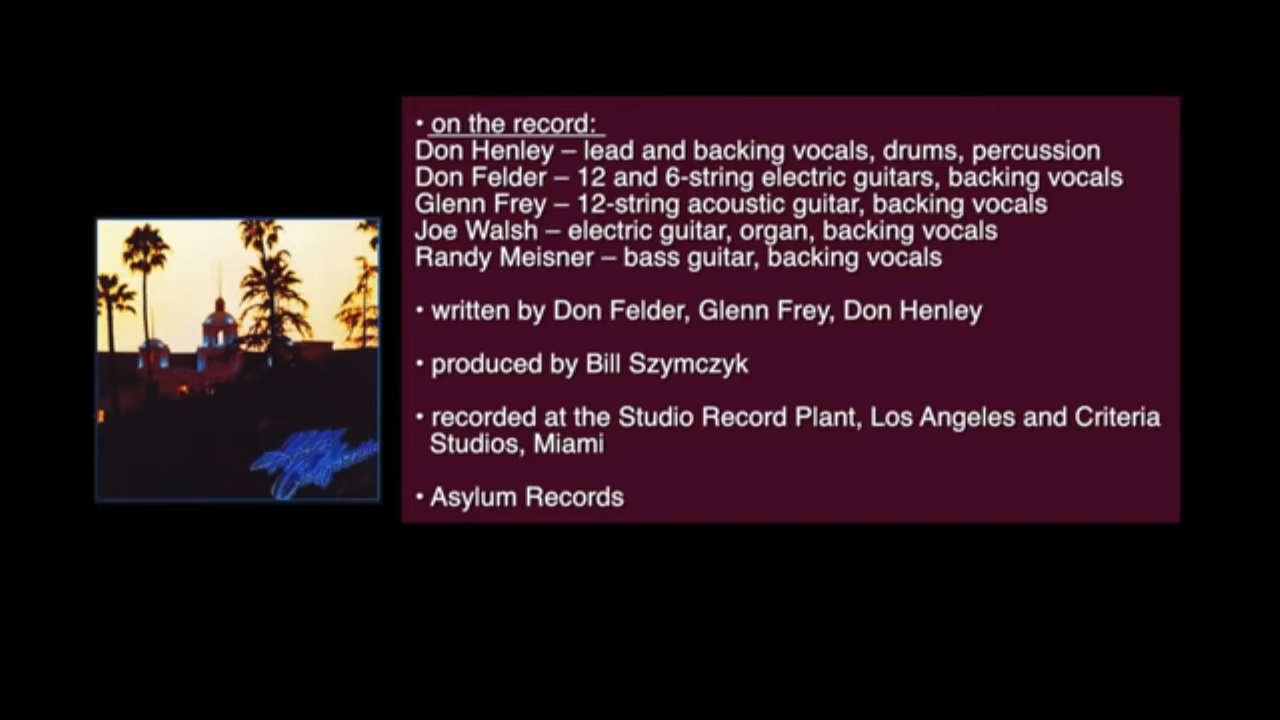 • on the record:
Don Henley – lead and backing vocals, drums, percussion
Don Felder – 12 and 6-string electric guitars, backing vocals
Glenn Frey – 12-string acoustic guitar, backing vocals
Joe Walsh – electric guitar, organ, backing vocals
Randy Meisner – bass guitar, backing vocals
• written by Don Felder, Glenn Frey, Don Henley
• produced by Bill Szymczyk
• recorded at the Studio Record Plant, Los Angeles and Criteria
Studios, Miami
• Asylum Records
Hotel
California